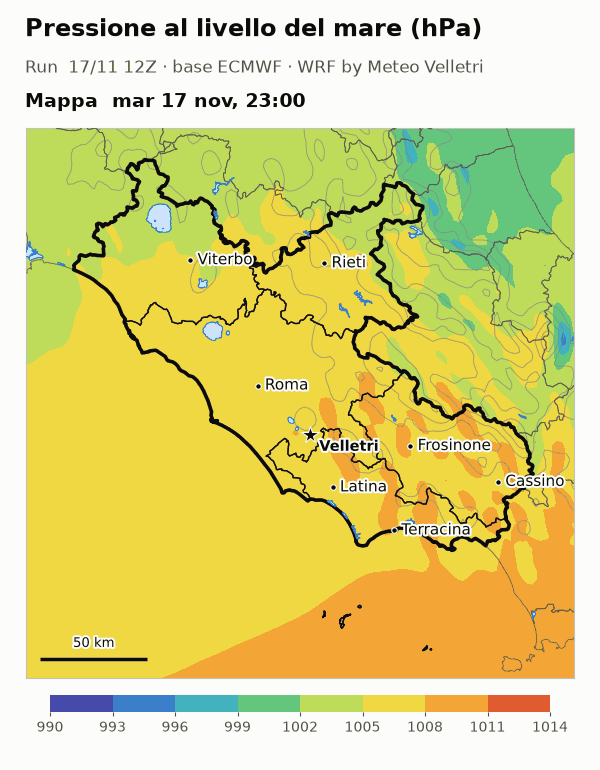 Pressione al livello del mare (hPa)
Run  17/11 12Z · base ECMWF · WRF by Meteo Velletri
Mappa  mar 17 nov, 23:00
Viterbo
Rieti
Roma
Velletri
Frosinone
Latina
Cassino
Terracina
50 km
990 993 996 999 1002 1005 1008 1011 1014